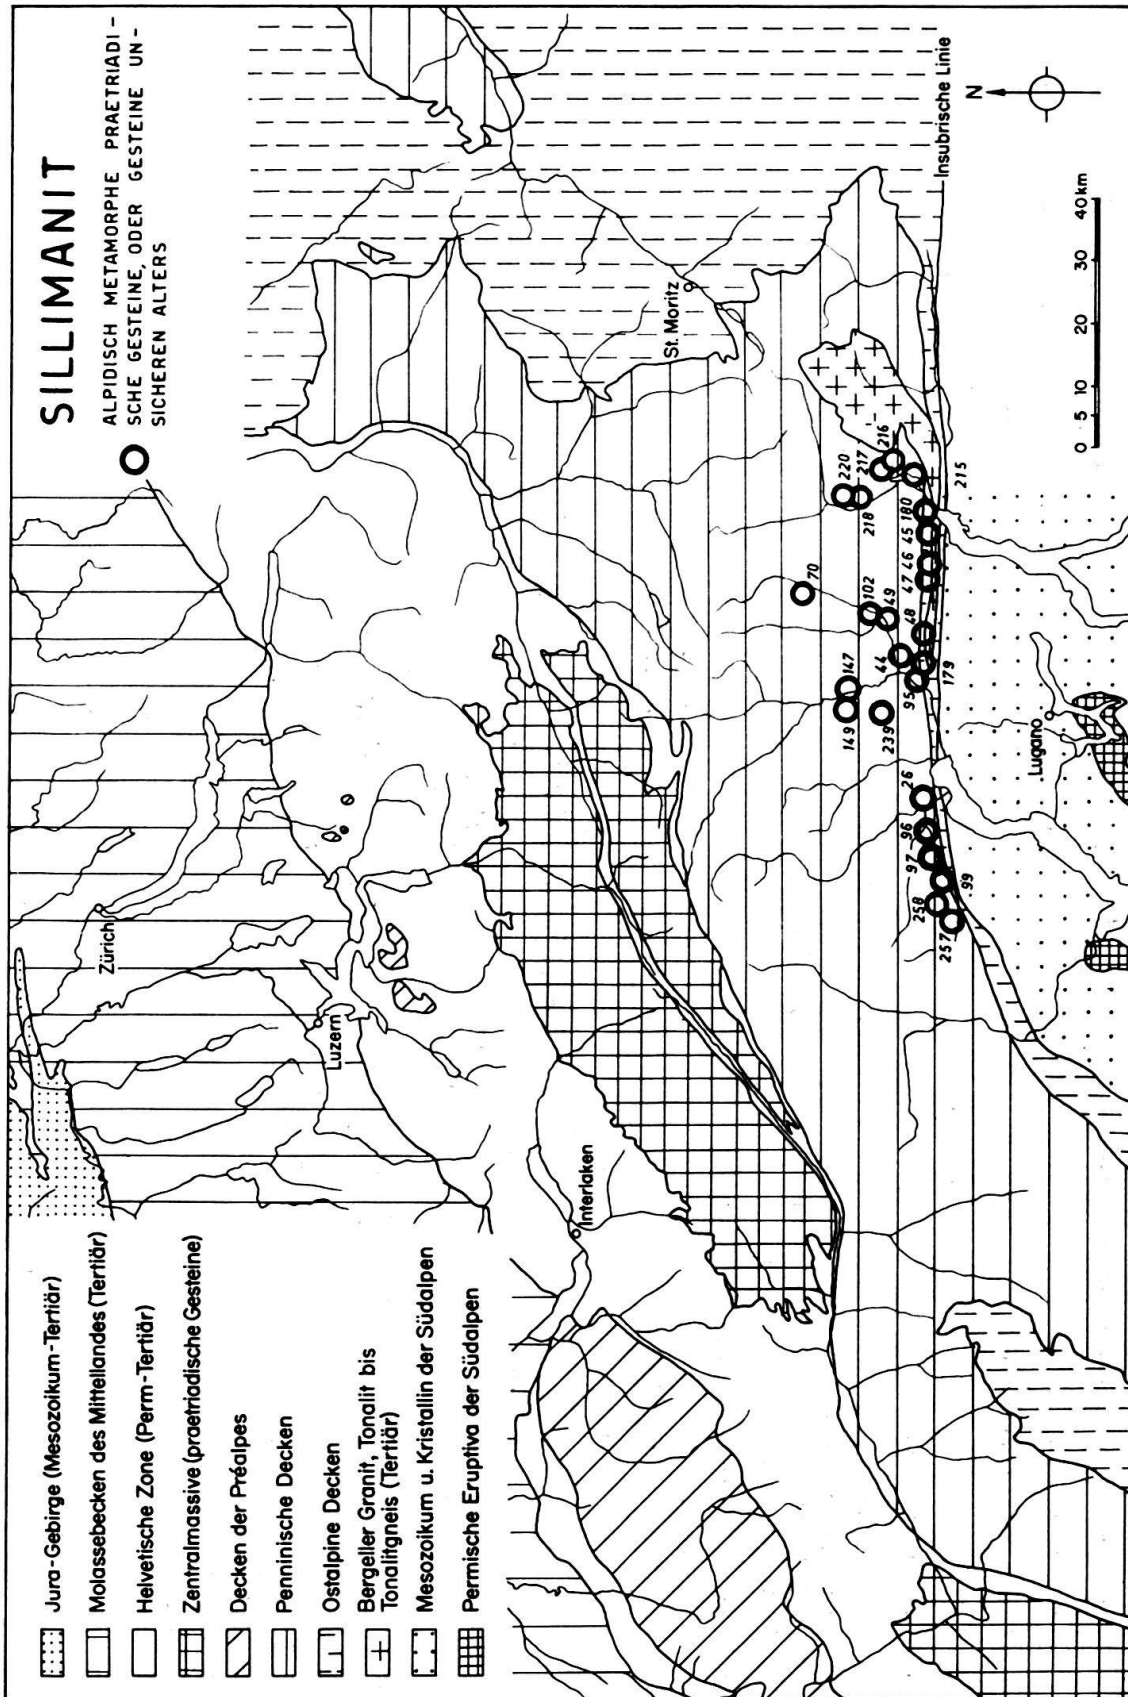 SILLIMANIT
ALPIDISCH METAMORPHE PRAETRIADI-
SCHE GESTEINE, ODER GESTEINE UN-
SICHEREN ALTERS
Jura-Gebirge (Mesozoikum-Tertiär)
Molassebecken des Mittellandes (Tertiär)
Helvetische Zone (Perm-Tertiär)
Zentralmassive (praetriadische Gesteine)
Decken der Préalpes
Penninische Decken
Ostalpine Decken
Bergeller Granit, Tonalit bis
Tonalitgneis (Tertiär)
Mesozoikum u. Kristallin der Südalpen
Permische Eruptiva der Südalpen
Zürich
Luzern
Interlaken
St. Moritz
Lugano
Insubrische Linie
N
0 5 10 20 30 40 km
257
258
99
97
96
26
149
147
239
95
44
179
48
49
102
70
47
46
45
180
218
220
217
216
215